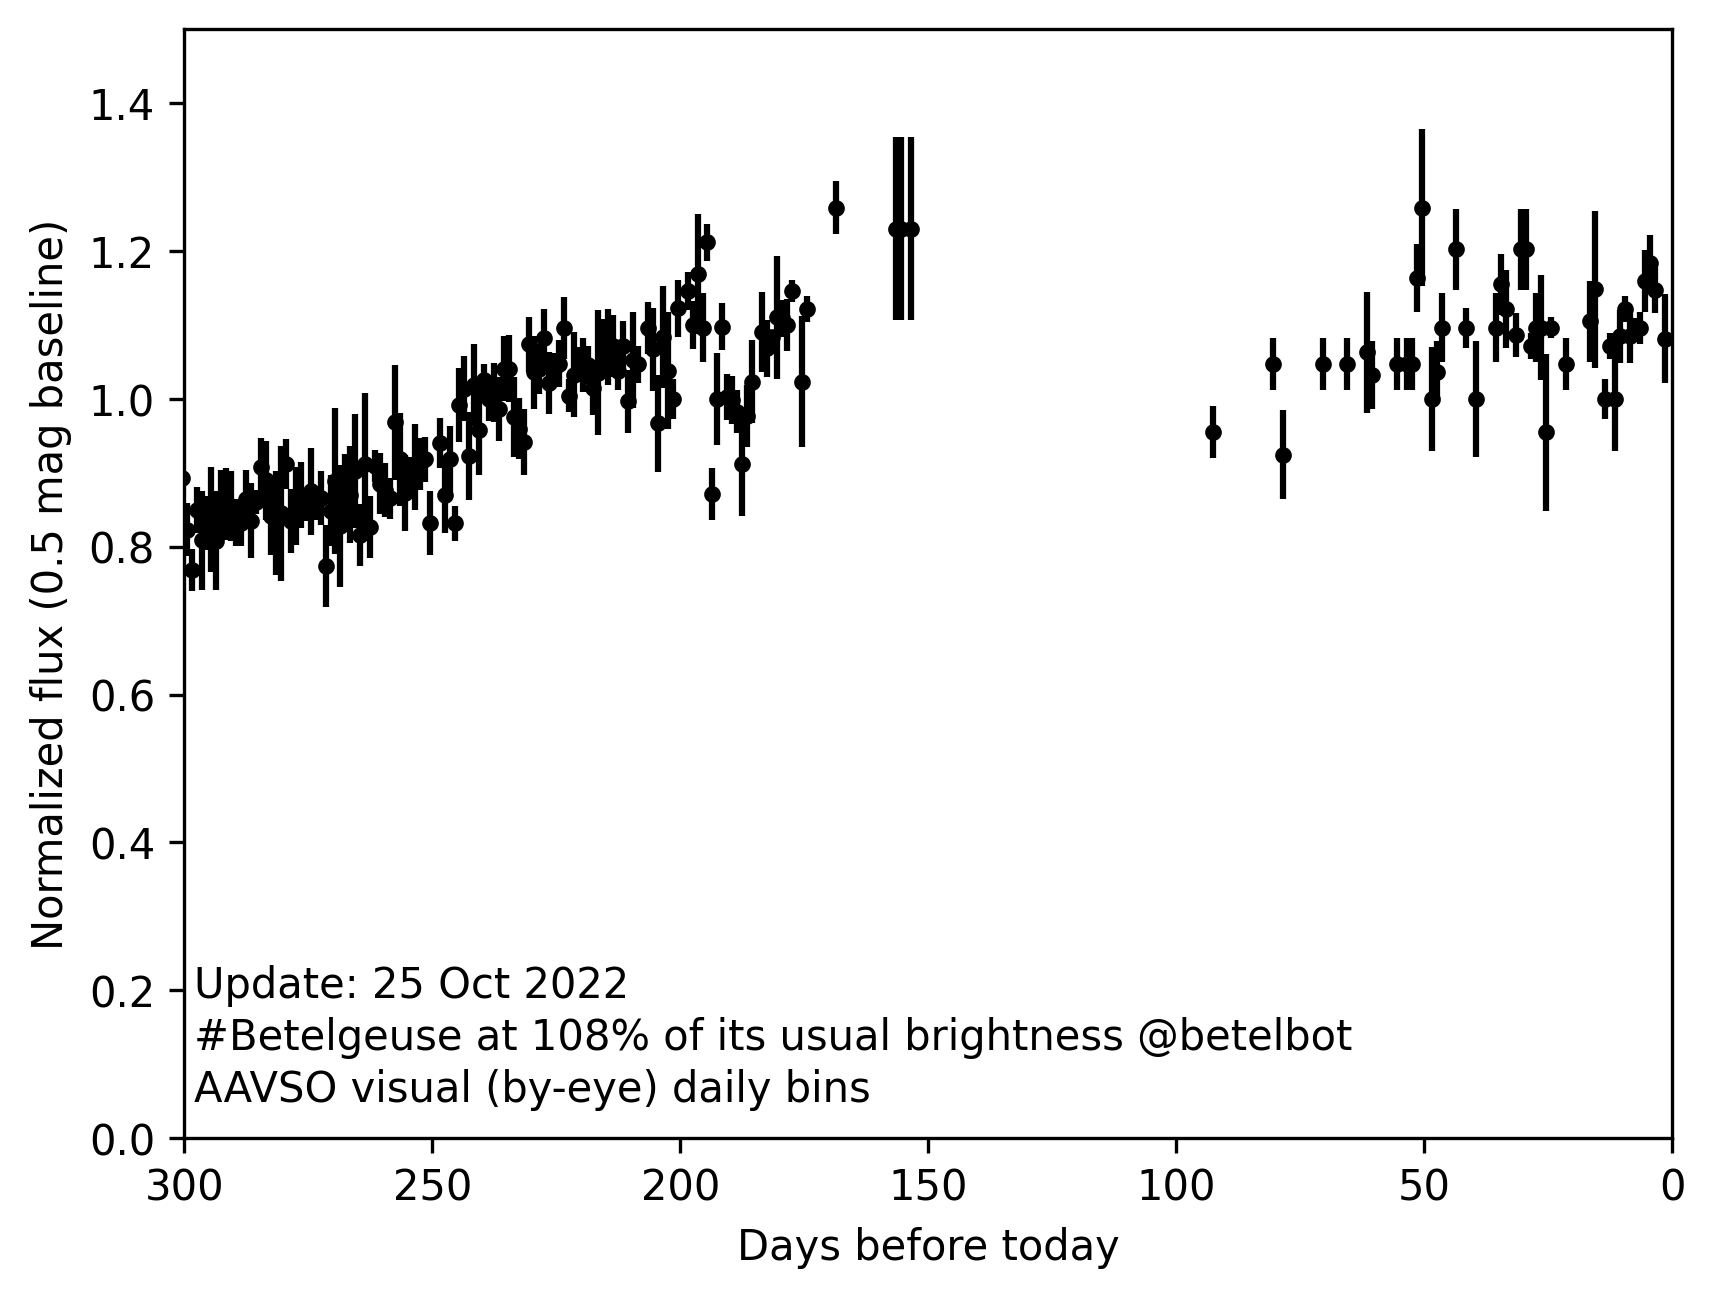 1.4
1.2
1.0
0.8
0.6
0.4
0.2
0.0
Normalized flux (0.5 mag baseline)
Update: 25 Oct 2022
#Betelgeuse at 108% of its usual brightness @betelbot
AAVSO visual (by-eye) daily bins
300 250 200 150 100 50 0
Days before today